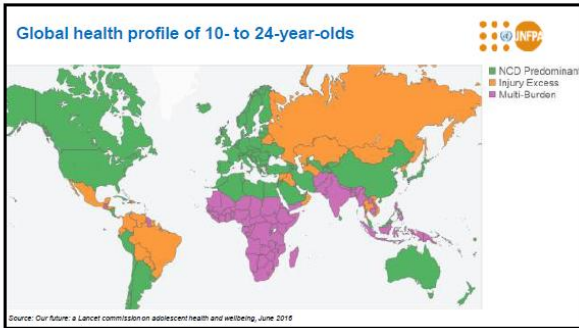 Global health profile of 10- to 24-year-olds
UNFPA
NCD Predominant
Injury Excess
Multi-Burden
Source: Our future: a Lancet commission on adolescent health and wellbeing, June 2016